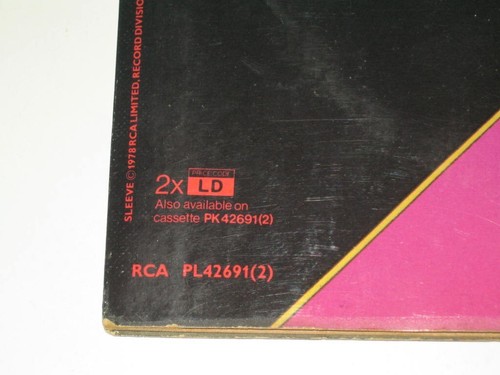 SLEEVE © 1978 RCA LIMITED, RECORD DIVISION
PRICE CODE
2x LD
Also available on
cassette PK 42691(2)
RCA PL42691(2)